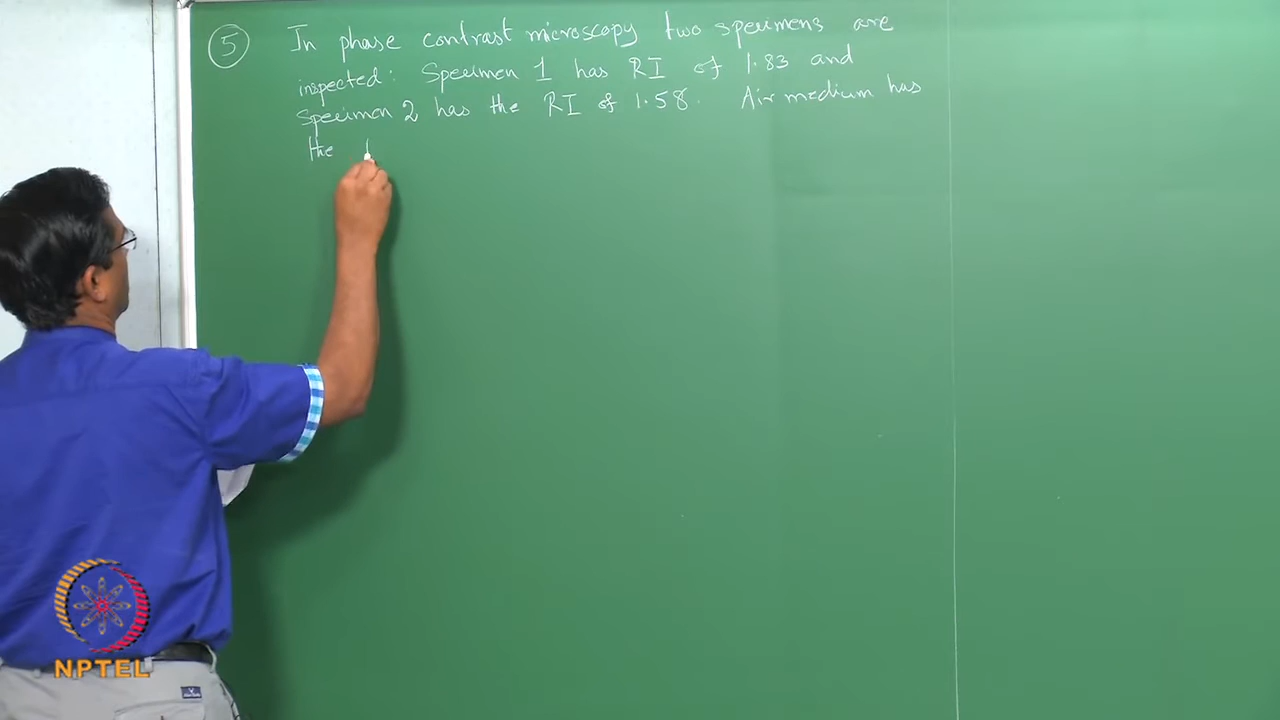 5 In phase contrast microscopy two specimens are
inspected: Specimen 1 has RI of 1.83 and
Specimen 2 has the RI of 1.58. Air medium has
the
NPTEL